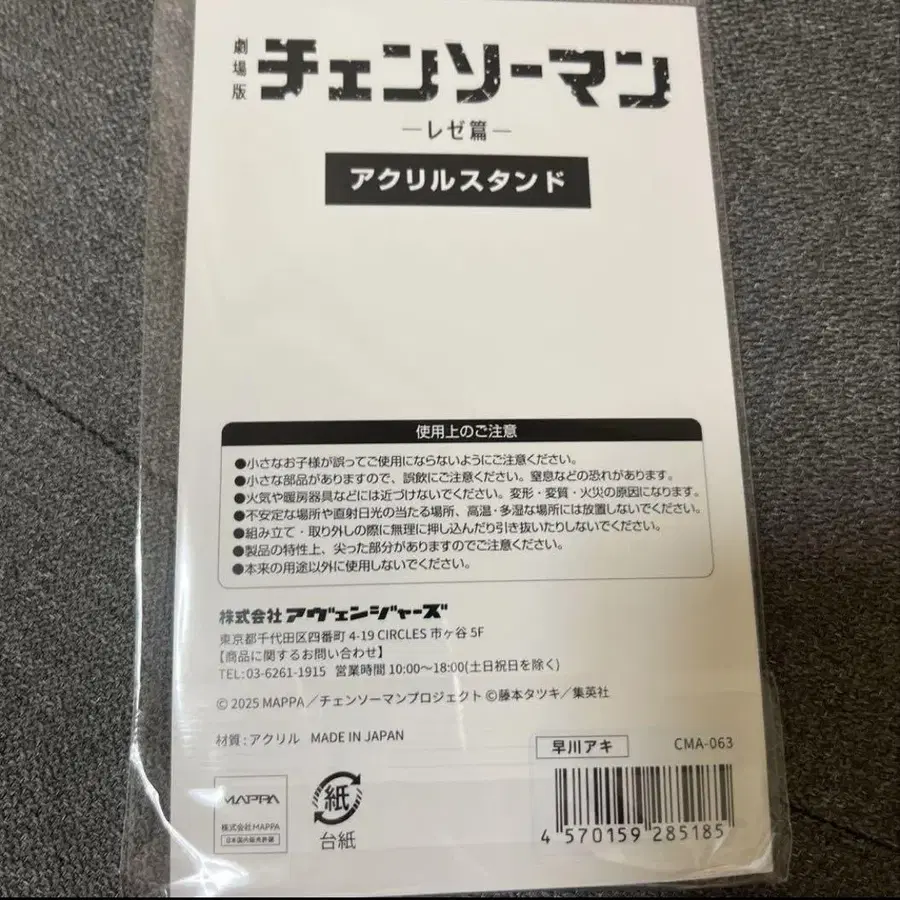 劇場版
チェンソーマン
―レゼ篇―
アクリルスタンド
使用上のご注意
●小さなお子様が誤ってご使用にならないようにご注意ください。
●小さな部品がありますので、誤飲にご注意ください。窒息などの恐れがあります。
●火気や暖房器具などには近づけないでください。変形・変質・火災の原因になります。
●不安定な場所や直射日光の当たる場所、高温・多湿な場所には放置しないでください。
●組み立て・取り外しの際に無理に押し込んだり引き抜いたりしないでください。
●製品の特性上、尖った部分がありますのでご注意ください。
●本来の用途以外に使用しないでください。
株式会社アヴェンジャーズ
東京都千代田区四番町 4-19 CIRCLES 市ヶ谷 5F
【商品に関するお問い合わせ】
TEL:03-6261-1915 営業時間 10:00～18:00(土日祝日を除く)
© 2025 MAPPA／チェンソーマンプロジェクト ©藤本タツキ／集英社
材質：アクリル MADE IN JAPAN
早川アキ CMA-063
MAPPA
株式会社MAPPA
日本国内販売許諾
紙
台紙
4 570159 285185